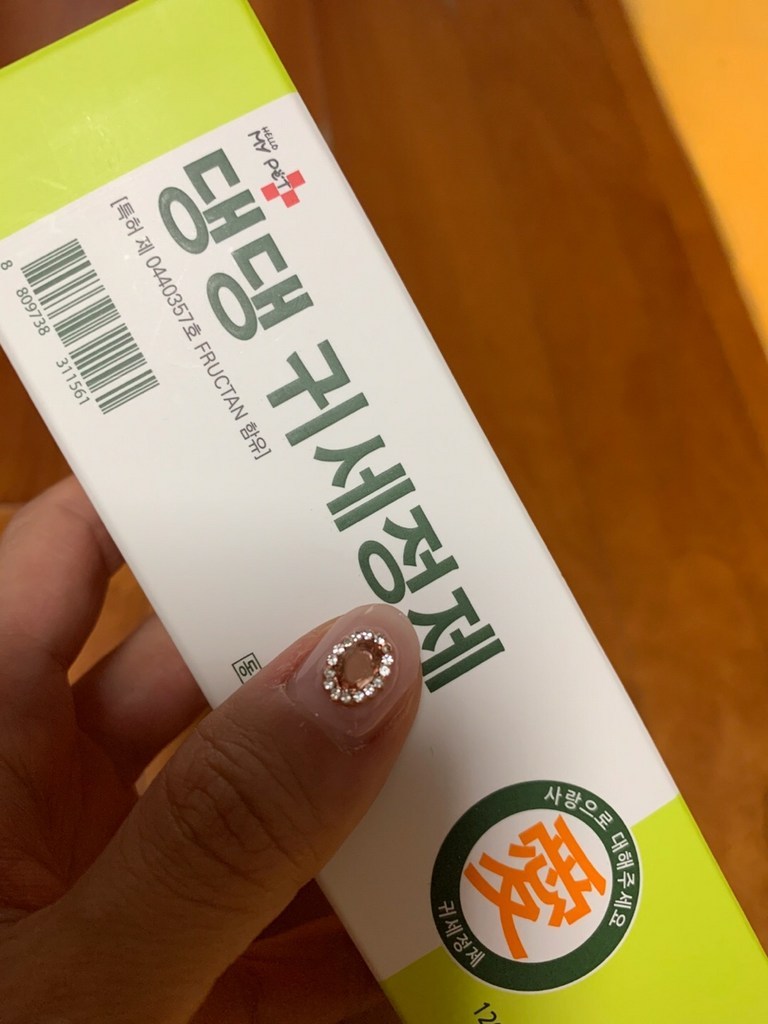 HELLO
MY PET
댕댕 귀세정제
[특허 제 0440357호 FRUCTAN 함유]
8 809738 311561
동
사랑으로 대해주세요
愛
귀세정제